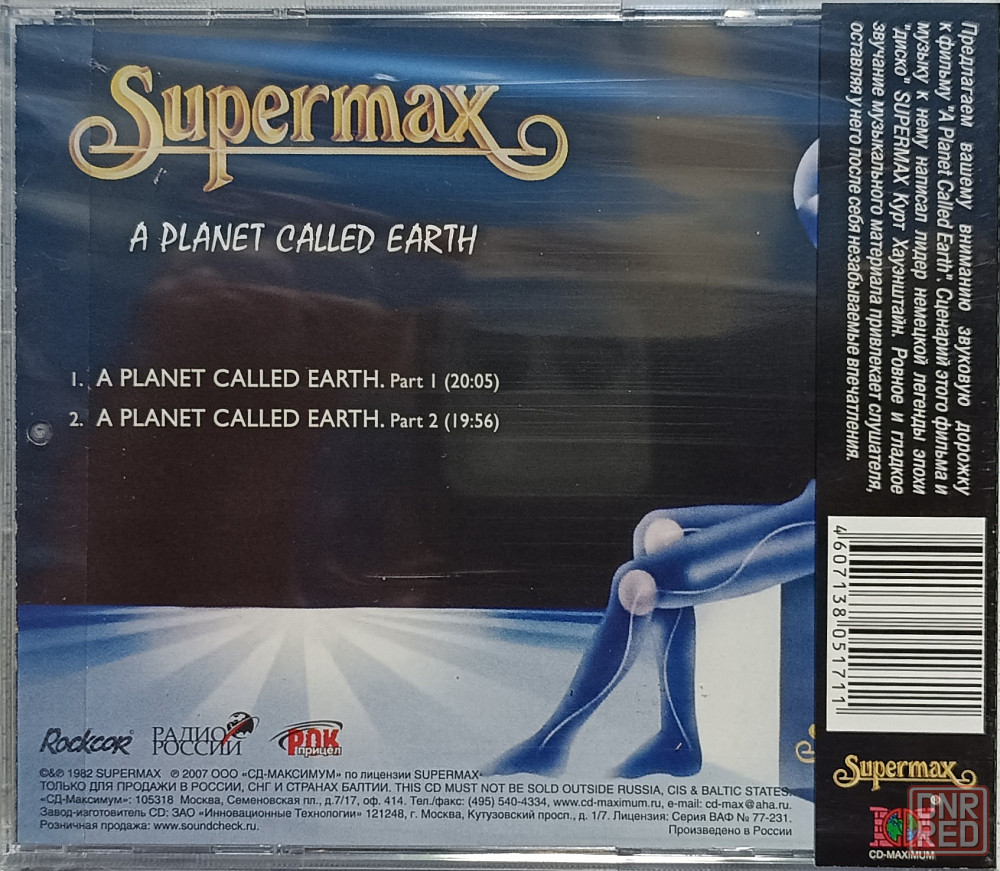 Supermax
A PLANET CALLED EARTH
1. A PLANET CALLED EARTH. Part 1 (20:05)
2. A PLANET CALLED EARTH. Part 2 (19:56)
Rockcor
РАДИО
РОССИИ
РОК
прицел
©&℗ 1982 SUPERMAX ℗ 2007 ООО «СД-МАКСИМУМ» по лицензии SUPERMAX
ТОЛЬКО ДЛЯ ПРОДАЖИ В РОССИИ, СНГ И СТРАНАХ БАЛТИИ. THIS CD MUST NOT BE SOLD OUTSIDE RUSSIA, CIS & BALTIC STATES.
«СД-Максимум»: 105318 Москва, Семеновская пл., д.7/17, оф. 414. Тел./факс: (495) 540-4334, www.cd-maximum.ru, e-mail: cd-max@aha.ru.
Завод-изготовитель CD: ЗАО «Инновационные Технологии» 121248, г. Москва, Кутузовский просп., д. 1/7. Лицензия: Серия ВАФ № 77-231.
Розничная продажа: www.soundcheck.ru.
Произведено в России
Предлагаем вашему вниманию звуковую дорожку
к фильму "A Planet Called Earth". Сценарий этого фильма и
музыку к нему написал лидер немецкой легенды эпохи
"диско" SUPERMAX Курт Хауэнштайн. Ровное и гладкое
звучание музыкального материала привлекает слушателя,
оставляя у него после себя незабываемые впечатления.
4607138051711
Supermax
®
CD-MAXIMUM
DNR
RED